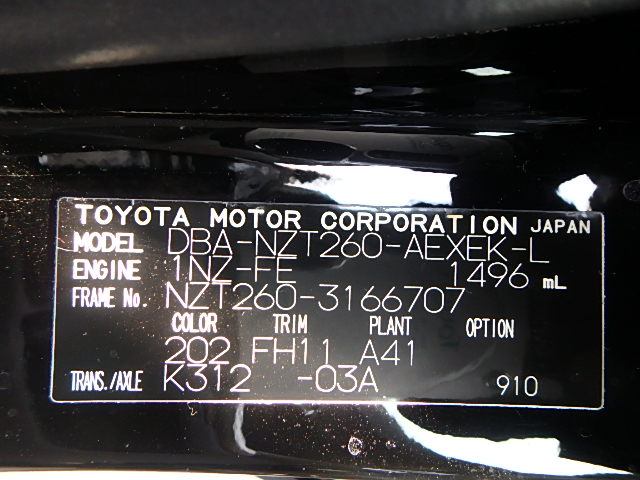 TOYOTA MOTOR CORPORATION JAPAN
MODEL DBA-NZT260-AEXEK-L
ENGINE 1NZ-FE 1496 mL
FRAME No. NZT260-3166707
COLOR TRIM PLANT OPTION
202 FH11 A41
TRANS./AXLE K312 -03A 910